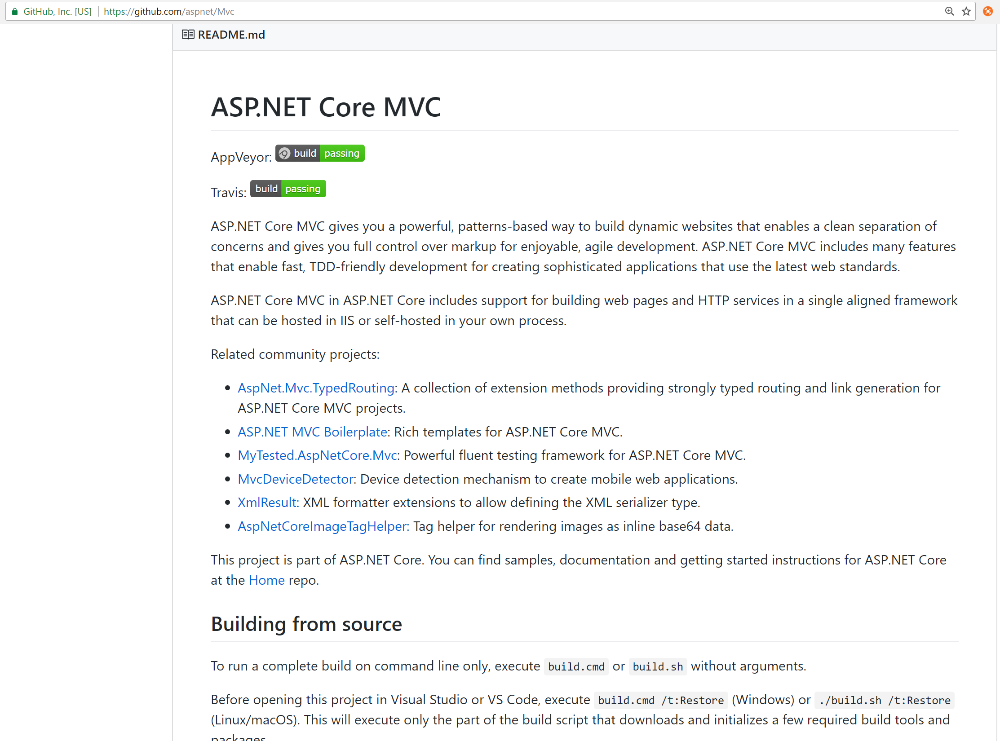 GitHub, Inc. [US] https://github.com/aspnet/Mvc
README.md
ASP.NET Core MVC
AppVeyor: build passing
Travis: build passing
ASP.NET Core MVC gives you a powerful, patterns-based way to build dynamic websites that enables a clean separation of
concerns and gives you full control over markup for enjoyable, agile development. ASP.NET Core MVC includes many features
that enable fast, TDD-friendly development for creating sophisticated applications that use the latest web standards.
ASP.NET Core MVC in ASP.NET Core includes support for building web pages and HTTP services in a single aligned framework
that can be hosted in IIS or self-hosted in your own process.
Related community projects:
• AspNet.Mvc.TypedRouting: A collection of extension methods providing strongly typed routing and link generation for
ASP.NET Core MVC projects.
• ASP.NET MVC Boilerplate: Rich templates for ASP.NET Core MVC.
• MyTested.AspNetCore.Mvc: Powerful fluent testing framework for ASP.NET Core MVC.
• MvcDeviceDetector: Device detection mechanism to create mobile web applications.
• XmlResult: XML formatter extensions to allow defining the XML serializer type.
• AspNetCoreImageTagHelper: Tag helper for rendering images as inline base64 data.
This project is part of ASP.NET Core. You can find samples, documentation and getting started instructions for ASP.NET Core
at the Home repo.
Building from source
To run a complete build on command line only, execute build.cmd or build.sh without arguments.
Before opening this project in Visual Studio or VS Code, execute build.cmd /t:Restore (Windows) or ./build.sh /t:Restore
(Linux/macOS). This will execute only the part of the build script that downloads and initializes a few required build tools and
packages.